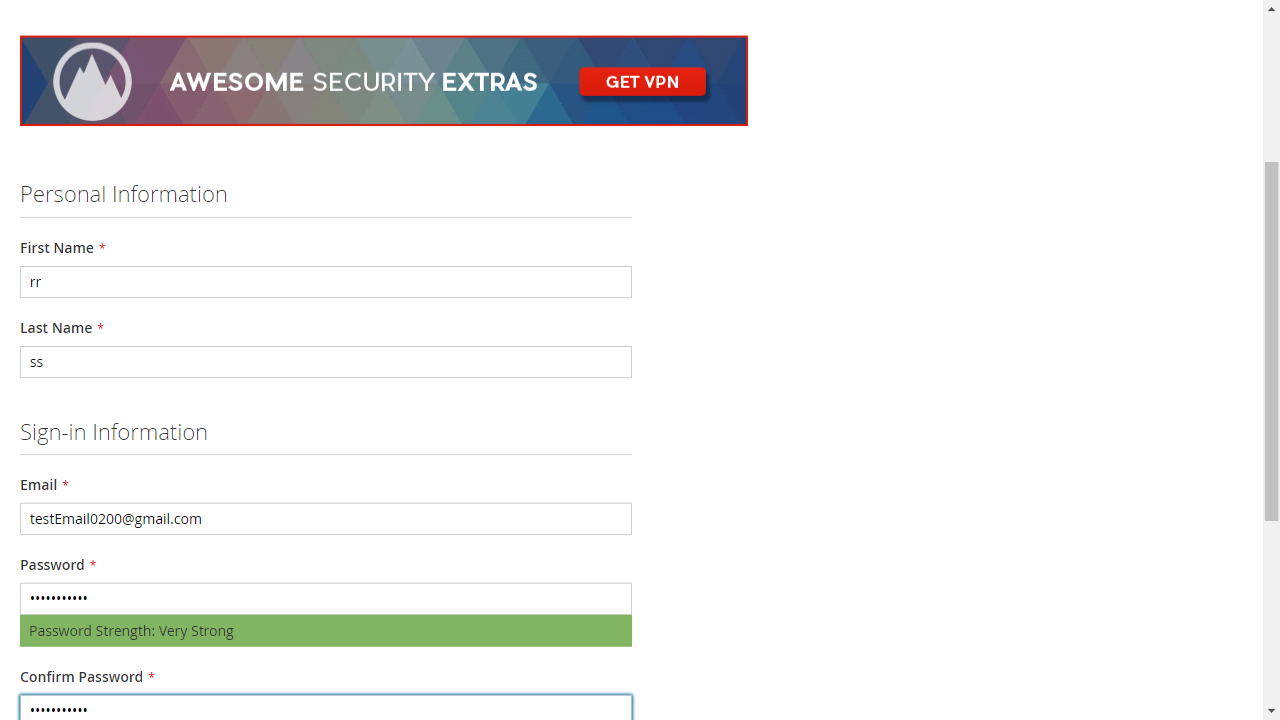 AWESOME SECURITY EXTRAS
GET VPN
Personal Information
First Name *
rr
Last Name *
ss
Sign-in Information
Email *
testEmail0200@gmail.com
Password *
•••••••••••
Password Strength: Very Strong
Confirm Password *
•••••••••••